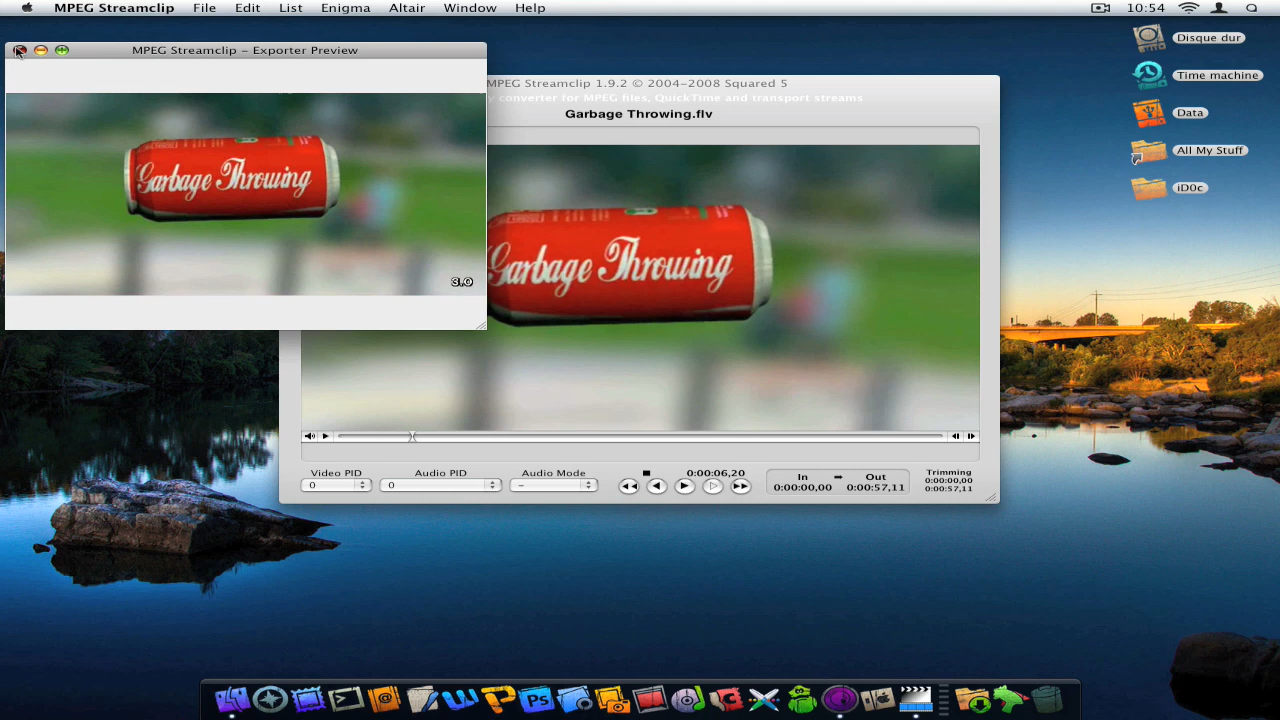 MPEG Streamclip File Edit List Enigma Altair Window Help 10:54
Disque dur
Time machine
Data
All My Stuff
iD0c
MPEG Streamclip – Exporter Preview
Garbage Throwing
3.0
MPEG Streamclip 1.9.2 © 2004–2008 Squared 5
converter for MPEG files, QuickTime and transport streams
Garbage Throwing.flv
Garbage Throwing
Video PID Audio PID Audio Mode 0:00:06,20 In Out Trimming
0 0 – 0:00:00,00 0:00:57,11 0:00:00,00
0:00:57,11
Ps